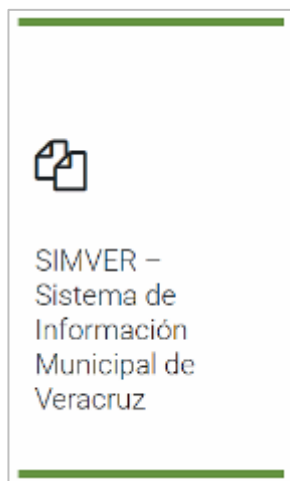 SIMVER –
Sistema de
Información
Municipal de
Veracruz